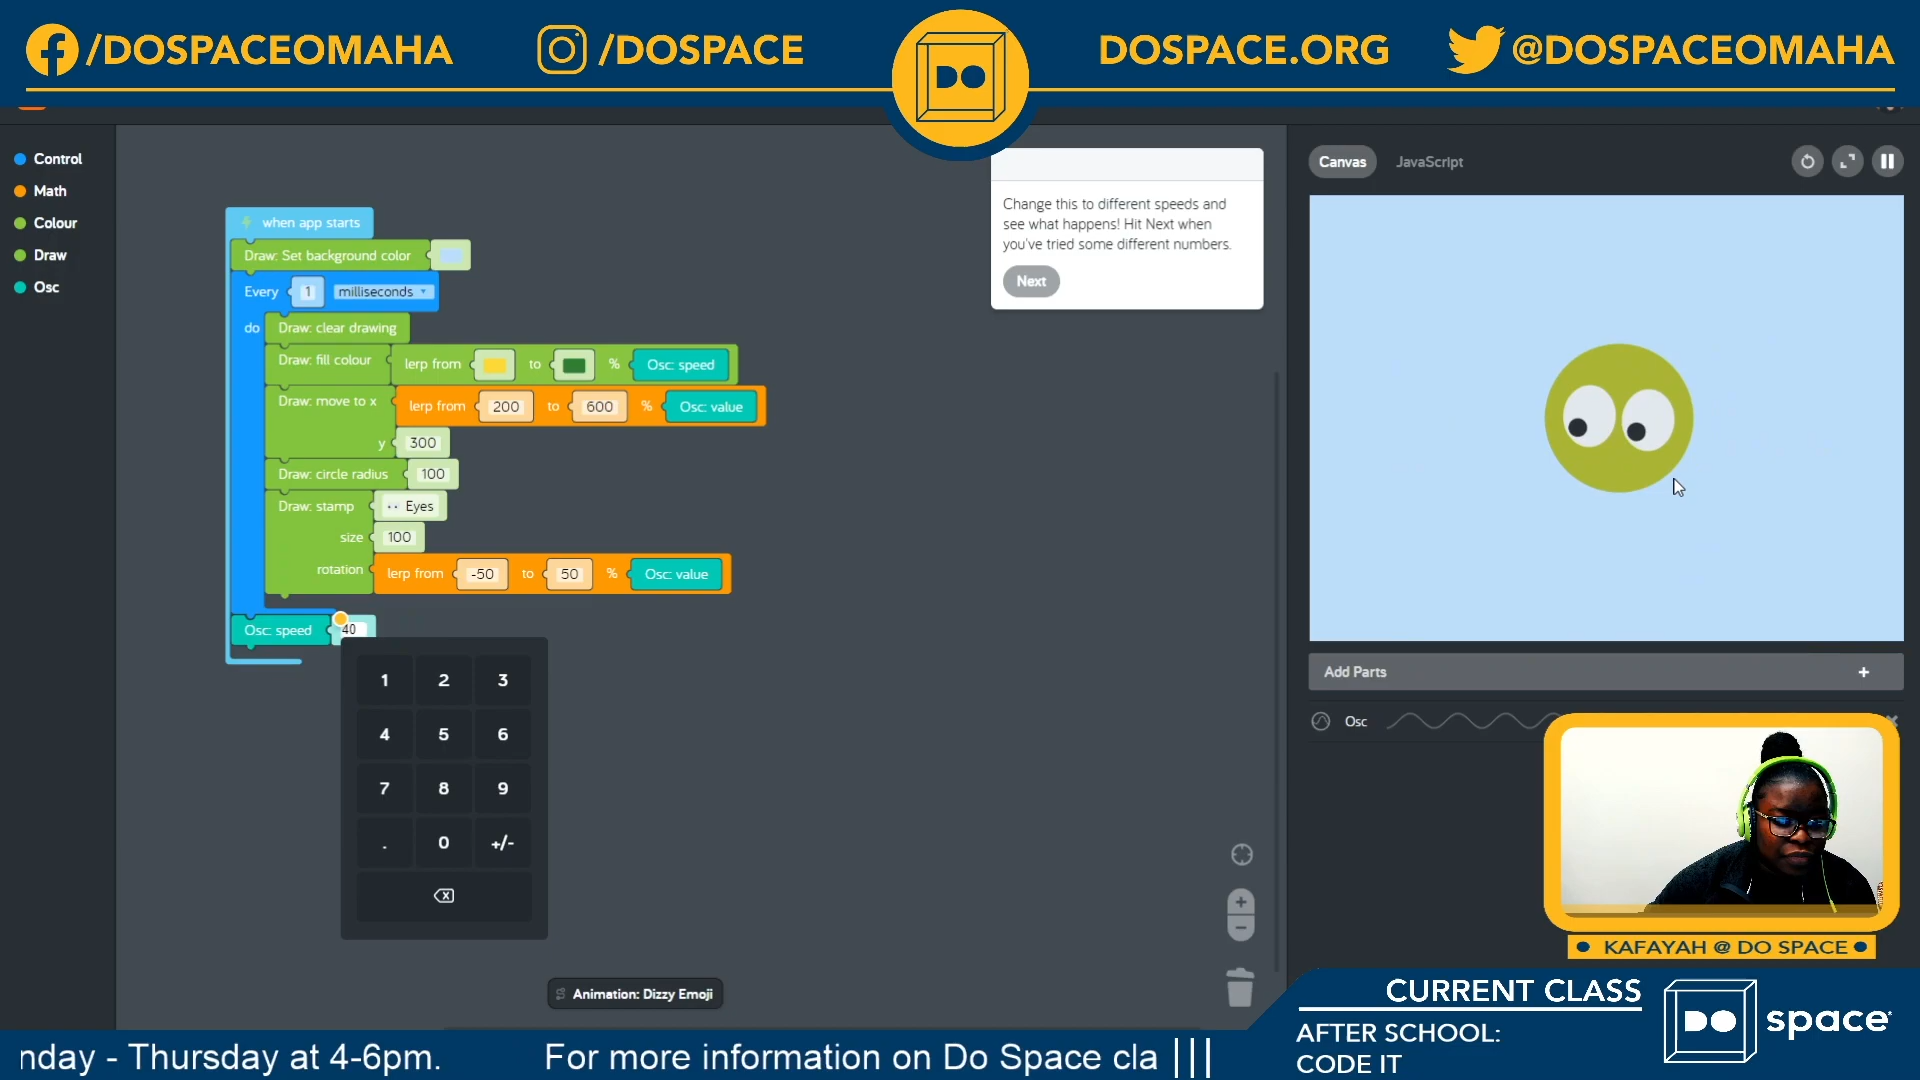 /DOSPACEOMAHA
/DOSPACE
DO
DOSPACE.ORG
@DOSPACEOMAHA
Control
Math
Colour
Draw
Osc
when app starts
Draw: Set background color
Every 1 milliseconds
do Draw: clear drawing
Draw: fill colour lerp from to % Osc: speed
Draw: move to x lerp from 200 to 600 % Osc: value
y 300
Draw: circle radius 100
Draw: stamp Eyes
size 100
rotation lerp from -50 to 50 % Osc: value
Osc: speed 40
1 2 3
4 5 6
7 8 9
. 0 +/-
Animation: Dizzy Emoji
Change this to different speeds and
see what happens! Hit Next when
you've tried some different numbers.
Next
Canvas JavaScript
Add Parts +
Osc
KAFAYAH @ DO SPACE
CURRENT CLASS
AFTER SCHOOL:
CODE IT
DO space
nday - Thursday at 4-6pm. For more information on Do Space cla |||